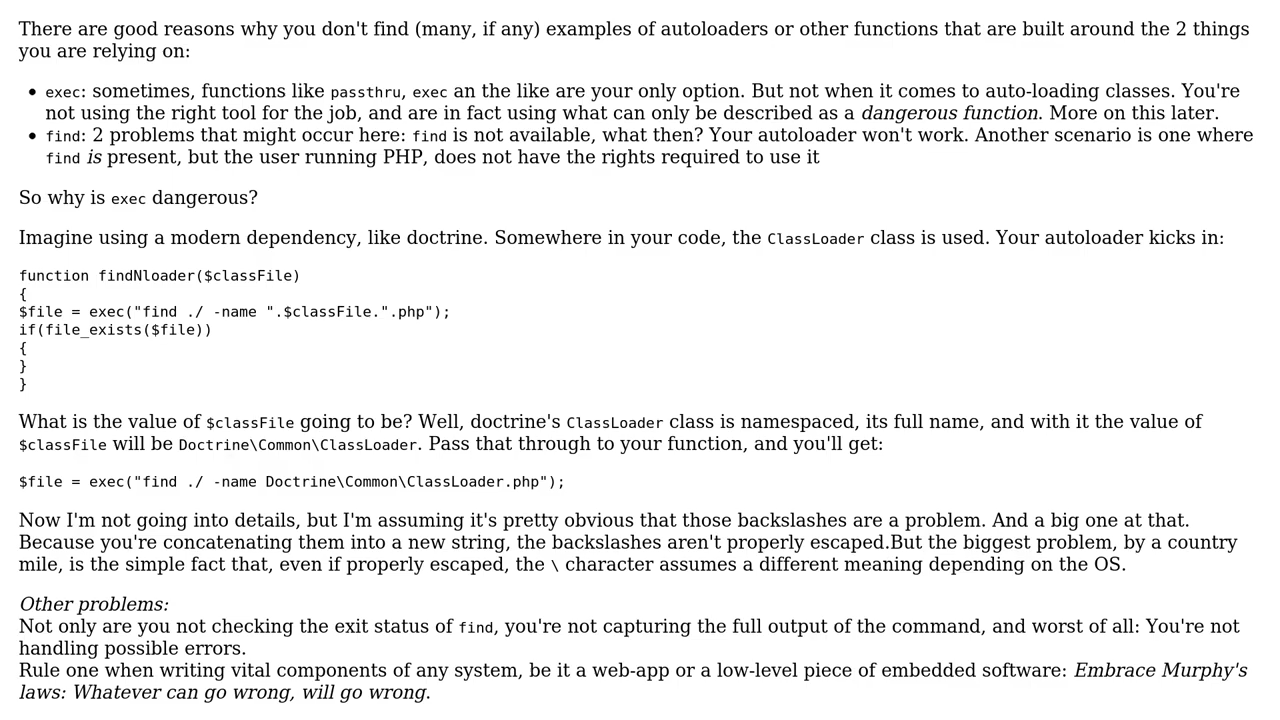 There are good reasons why you don't find (many, if any) examples of autoloaders or other functions that are built around the 2 things
you are relying on:
• exec: sometimes, functions like passthru, exec an the like are your only option. But not when it comes to auto-loading classes. You're
not using the right tool for the job, and are in fact using what can only be described as a dangerous function. More on this later.
• find: 2 problems that might occur here: find is not available, what then? Your autoloader won't work. Another scenario is one where
find is present, but the user running PHP, does not have the rights required to use it
So why is exec dangerous?
Imagine using a modern dependency, like doctrine. Somewhere in your code, the ClassLoader class is used. Your autoloader kicks in:
function findNloader($classFile)
{
$file = exec("find ./ -name ".$classFile.".php");
if(file_exists($file))
{
}
}
What is the value of $classFile going to be? Well, doctrine's ClassLoader class is namespaced, its full name, and with it the value of
$classFile will be Doctrine\Common\ClassLoader. Pass that through to your function, and you'll get:
$file = exec("find ./ -name Doctrine\Common\ClassLoader.php");
Now I'm not going into details, but I'm assuming it's pretty obvious that those backslashes are a problem. And a big one at that.
Because you're concatenating them into a new string, the backslashes aren't properly escaped.But the biggest problem, by a country
mile, is the simple fact that, even if properly escaped, the \ character assumes a different meaning depending on the OS.
Other problems:
Not only are you not checking the exit status of find, you're not capturing the full output of the command, and worst of all: You're not
handling possible errors.
Rule one when writing vital components of any system, be it a web-app or a low-level piece of embedded software: Embrace Murphy's
laws: Whatever can go wrong, will go wrong.